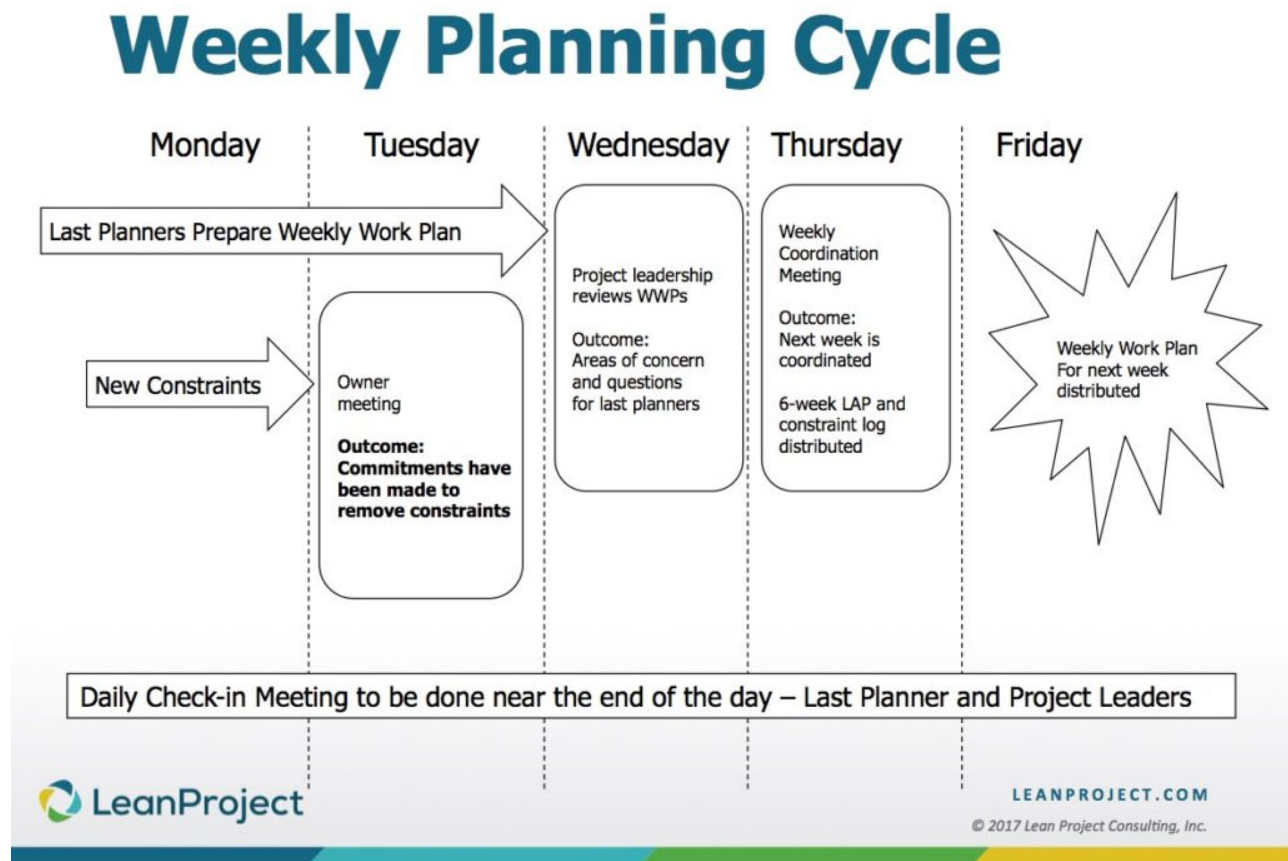 Weekly Planning Cycle
Monday
Tuesday
Wednesday
Thursday
Friday
Last Planners Prepare Weekly Work Plan
New Constraints
Owner
meeting
Outcome:
Commitments have
been made to
remove constraints
Project leadership
reviews WWPs
Outcome:
Areas of concern
and questions
for last planners
Weekly
Coordination
Meeting
Outcome:
Next week is
coordinated
6-week LAP and
constraint log
distributed
Weekly Work Plan
For next week
distributed
Daily Check-in Meeting to be done near the end of the day – Last Planner and Project Leaders
LeanProject
LEANPROJECT.COM
© 2017 Lean Project Consulting, Inc.